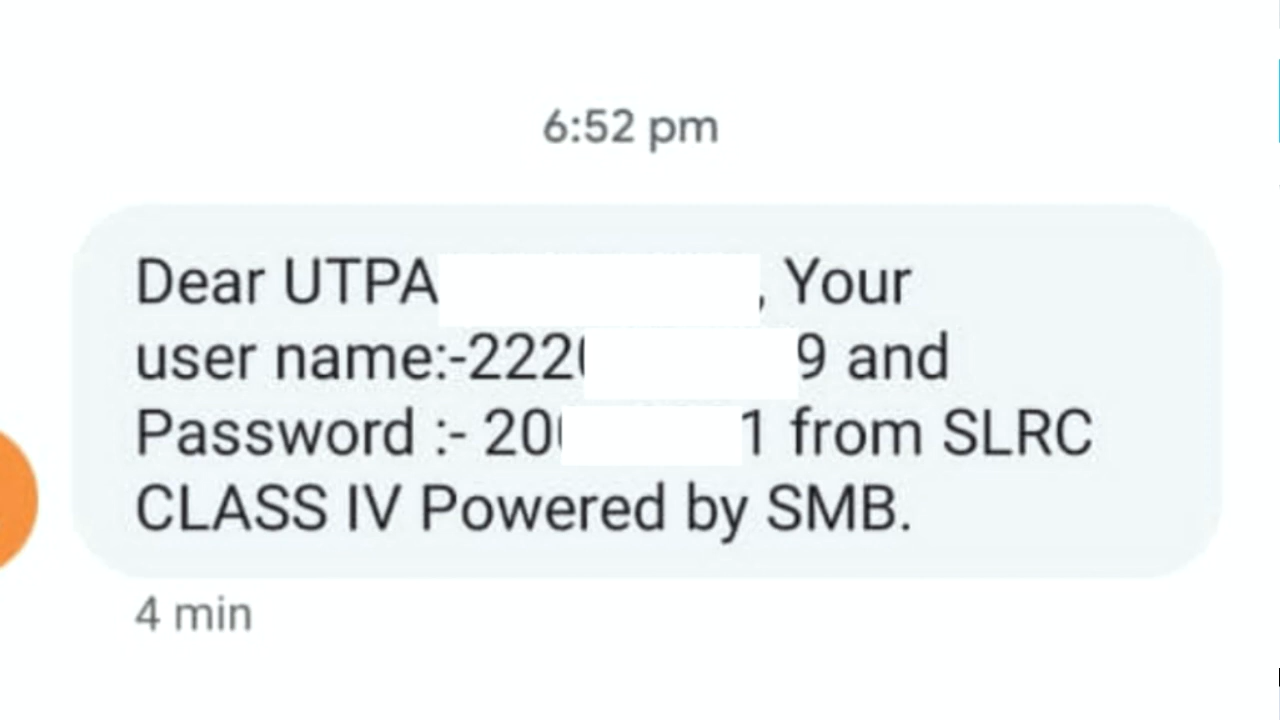 6:52 pm
Dear UTPA , Your
user name:-222 9 and
Password :- 20 1 from SLRC
CLASS IV Powered by SMB.
4 min